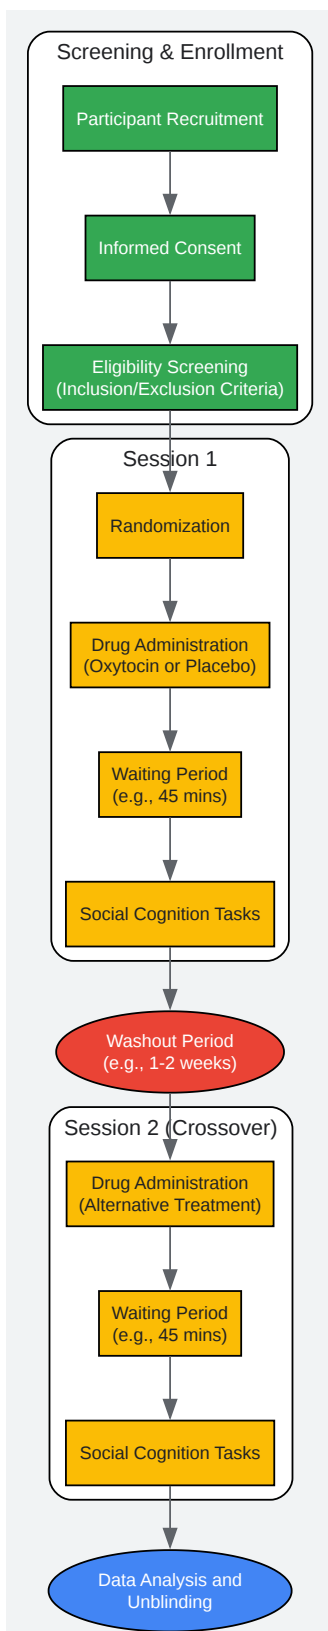 Screening & Enrollment
Participant Recruitment
Informed Consent
Eligibility Screening
(Inclusion/Exclusion Criteria)
Session 1
Randomization
Drug Administration
(Oxytocin or Placebo)
Waiting Period
(e.g., 45 mins)
Social Cognition Tasks
Washout Period
(e.g., 1-2 weeks)
Session 2 (Crossover)
Drug Administration
(Alternative Treatment)
Waiting Period
(e.g., 45 mins)
Social Cognition Tasks
Data Analysis and
Unblinding